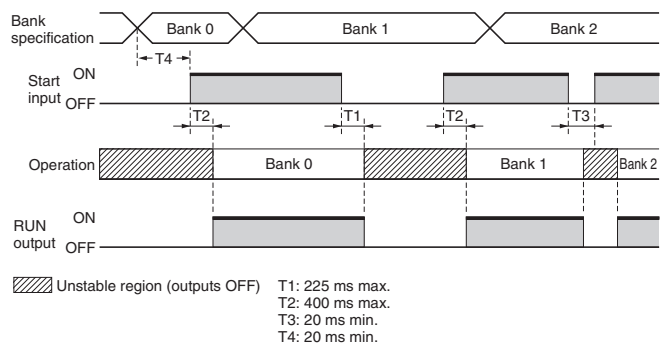 Bank specification
Bank 0
Bank 1
Bank 2
T4
Start input
ON
OFF
T2
T1
T2
T3
Operation
Bank 0
Bank 1
Bank 2
RUN output
ON
OFF
Unstable region (outputs OFF)
T1: 225 ms max.
T2: 400 ms max.
T3: 20 ms min.
T4: 20 ms min.